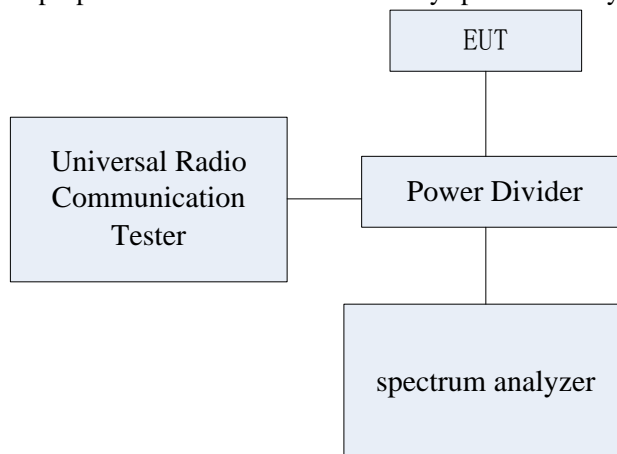 EUT
Universal Radio
Communication
Tester
Power Divider
spectrum analyzer